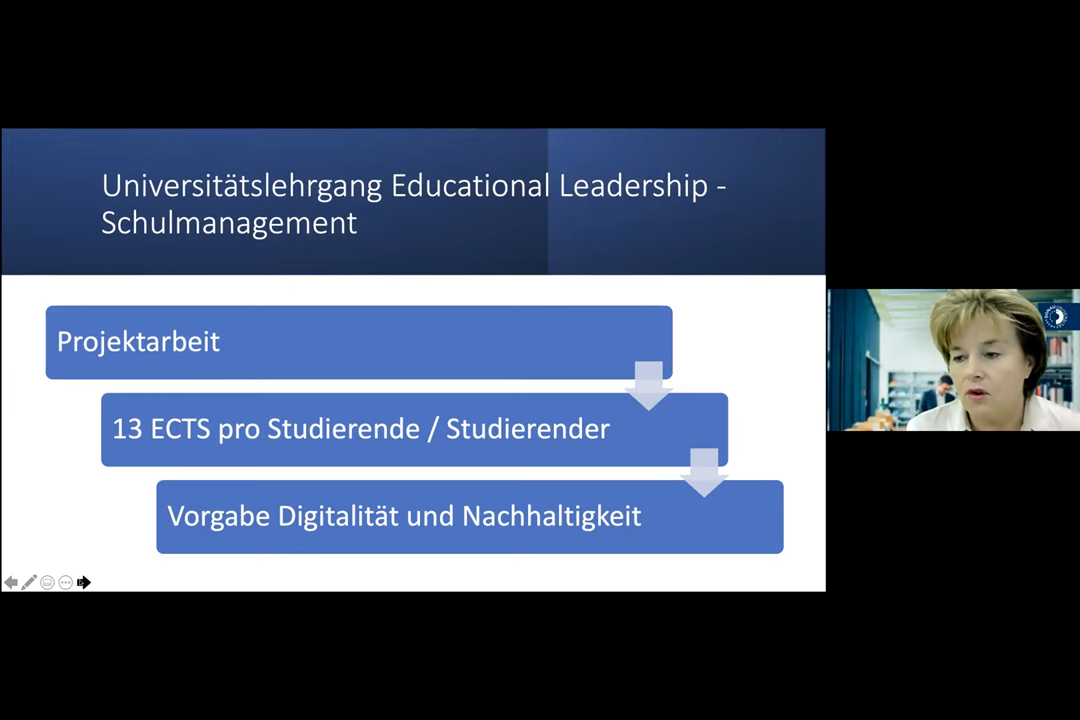 Universitätslehrgang Educational Leadership -
Schulmanagement
Projektarbeit
13 ECTS pro Studierende / Studierender
Vorgabe Digitalität und Nachhaltigkeit